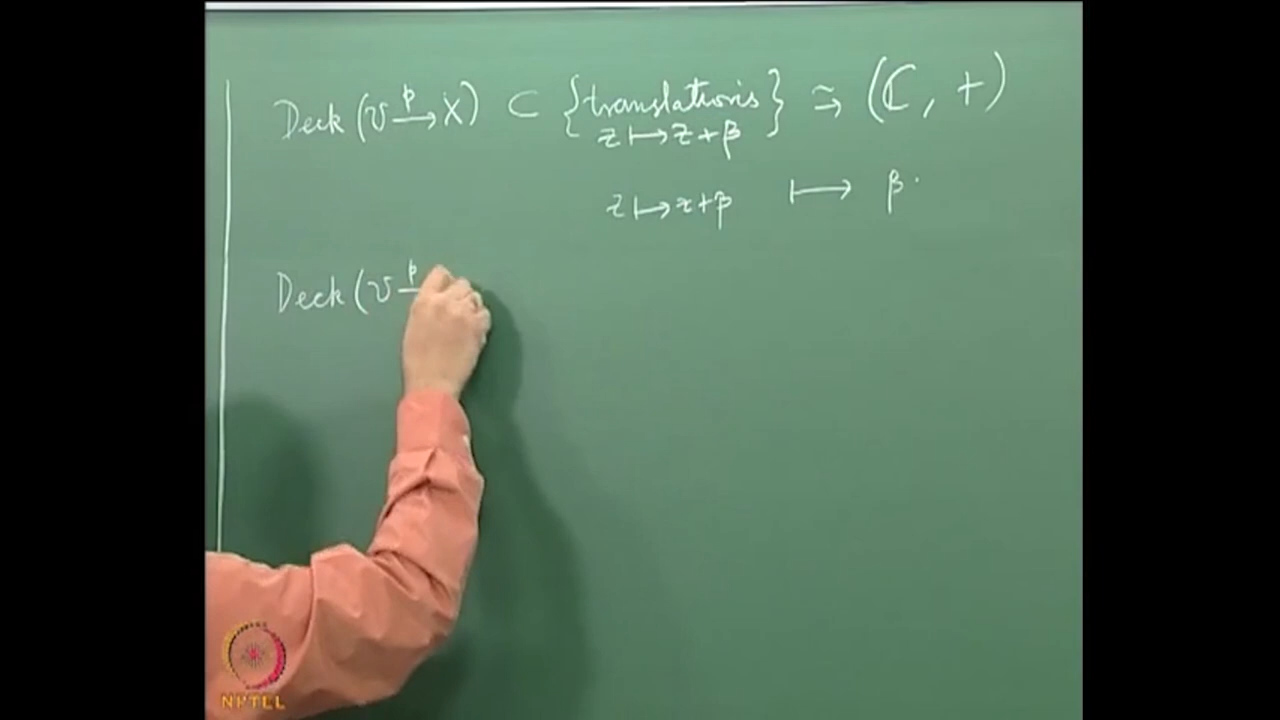 Deck (U p⟶ X) ⊂ {translations} ≅ (ℂ, +)
z ↦ z + β
z ↦ z + β ↦ β.
Deck (U p
NPTEL